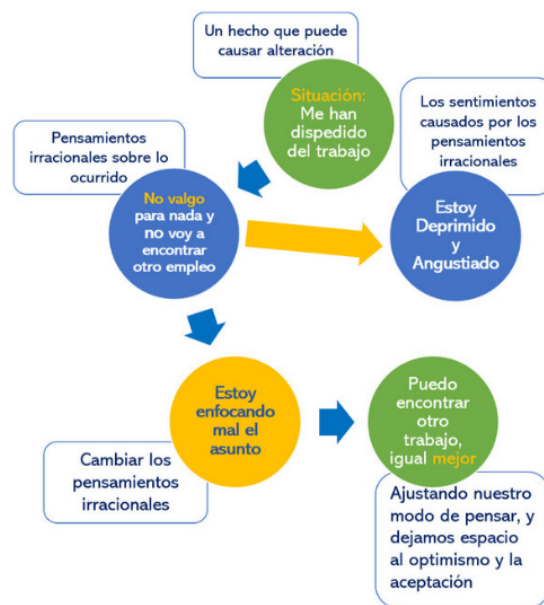 Un hecho que puede
causar alteración
Situación:
Me han
dispedido
del trabajo
Los sentimientos
causados por los
pensamientos
irracionales
Pensamientos
irracionales sobre lo
ocurrido
No valgo
para nada y
no voy a
encontrar
otro empleo
Estoy
Deprimido
y
Angustiado
Estoy
enfocando
mal el
asunto
Puedo
encontrar
otro
trabajo,
igual mejor
Cambiar los
pensamientos
irracionales
Ajustando nuestro
modo de pensar, y
dejamos espacio
al optimismo y la
aceptación